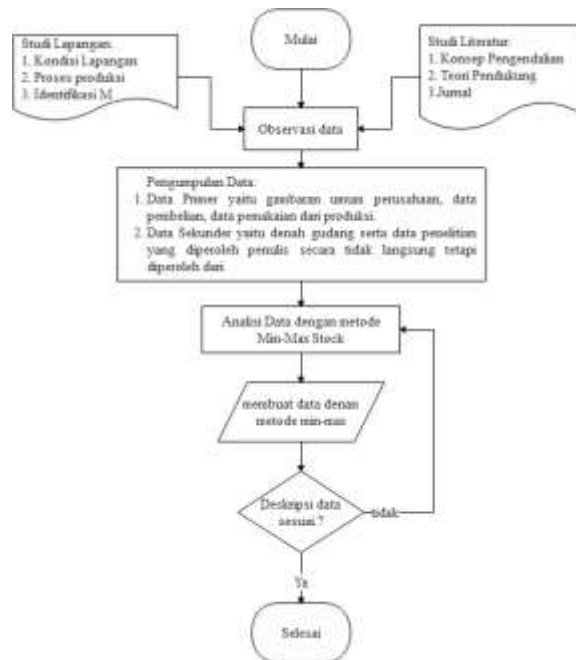 Mulai
Studi Lapangan:
1. Kondisi Lapangan
2. Proses produksi
3. Identifikasi M
Studi Literatur:
1. Konsep Pengendalian
2. Teori Pendukung
3.Jurnal
Observasi data
Pengumpulan Data:
1. Data Primer yaitu gambaran umum perusahaan, data
pembelian, data pemakaian dari produksi.
2. Data Sekunder yaitu denah gudang serta data penelitian
yang diperoleh penulis secara tidak langsung tetapi
diperoleh dari
Analisi Data dengan metode
Min-Max Stock
membuat data denan
metode min-max
Deskripsi data
sesuai ?
tidak
Ya
Selesai